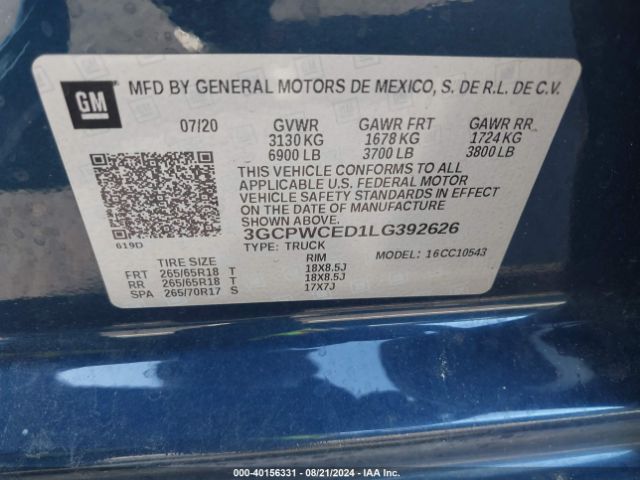 GM
MFD BY GENERAL MOTORS DE MEXICO, S. DE R.L. DE C.V.
07/20 GVWR GAWR FRT GAWR RR
3130 KG 1678 KG 1724 KG
6900 LB 3700 LB 3800 LB
THIS VEHICLE CONFORMS TO ALL
APPLICABLE U.S. FEDERAL MOTOR
VEHICLE SAFETY STANDARDS IN EFFECT
ON THE DATE OF MANUFACTURE
SHOWN ABOVE.
619D 3GCPWCED1LG392626
TYPE: TRUCK MODEL: 16CC10543
TIRE SIZE RIM
FRT 265/65R18 T 18X8.5J
RR 265/65R18 T 18X8.5J
SPA 265/70R17 S 17X7J
000-40156331 - 08/21/2024 - IAA Inc.